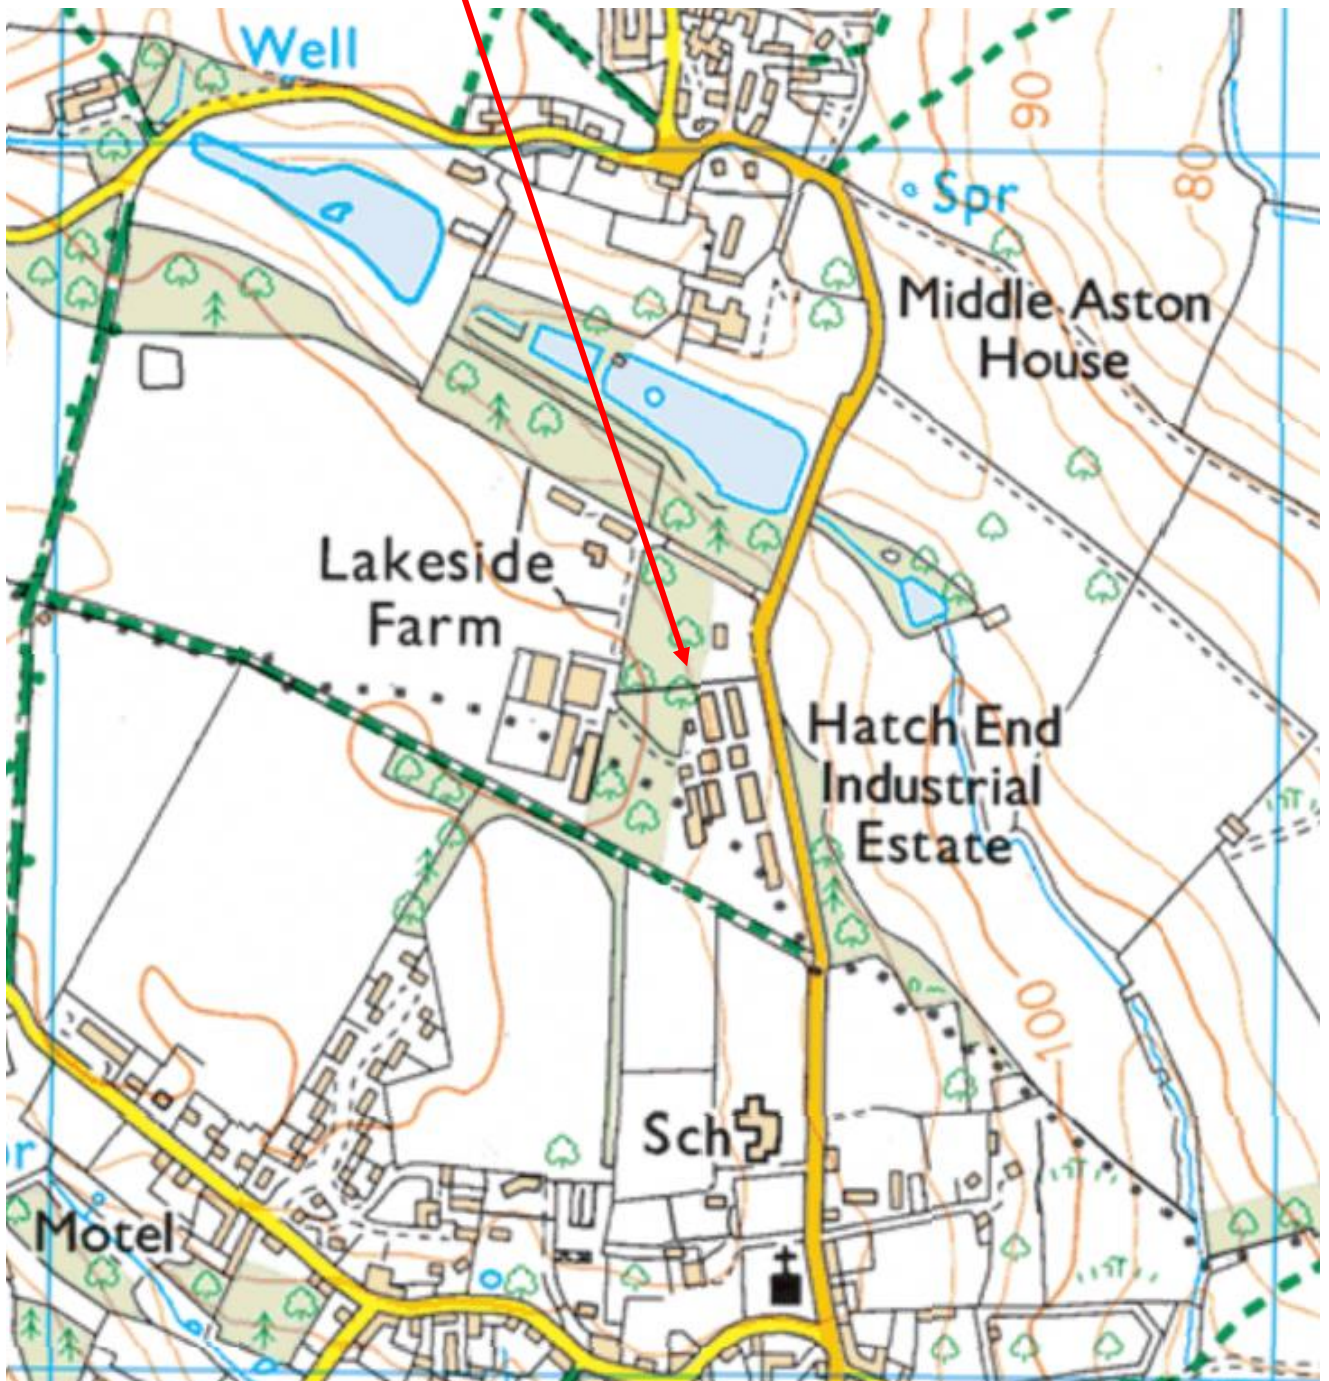 Well
90
80
Spr
Middle Aston
House
Lakeside
Farm
Hatch End
Industrial
Estate
100
Sch
Motel